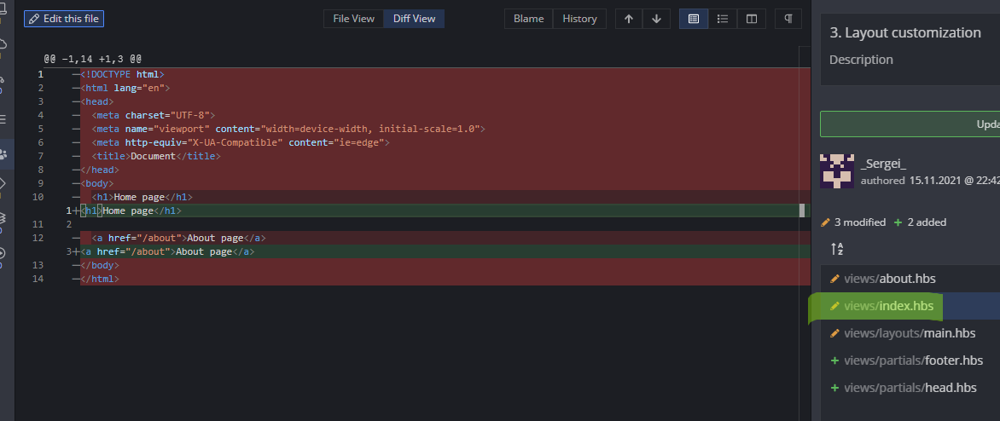 Edit this file
File View
Diff View
Blame
History
@@ -1,14 +1,3 @@
1 −<!DOCTYPE html>
2 −<html lang="en">
3 −<head>
4 −<meta charset="UTF-8">
5 −<meta name="viewport" content="width=device-width, initial-scale=1.0">
6 −<meta http-equiv="X-UA-Compatible" content="ie=edge">
7 −<title>Document</title>
8 −</head>
9 −<body>
10 −<h1>Home page</h1>
1+<h1>Home page</h1>
11 2
12 −<a href="/about">About page</a>
3+<a href="/about">About page</a>
13 −</body>
14 −</html>
3. Layout customization
Description
Upda
_Sergei_
authored 15.11.2021 @ 22:42
3 modified + 2 added
A
Z
views/about.hbs
views/index.hbs
views/layouts/main.hbs
+ views/partials/footer.hbs
+ views/partials/head.hbs